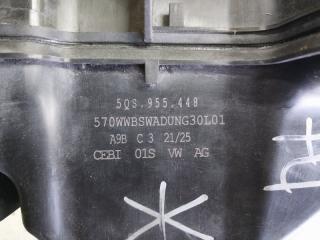 5QS.955.448
570WWBSWADUNG30L01
A9B C 3 21/25
CEBI 01S VW AG